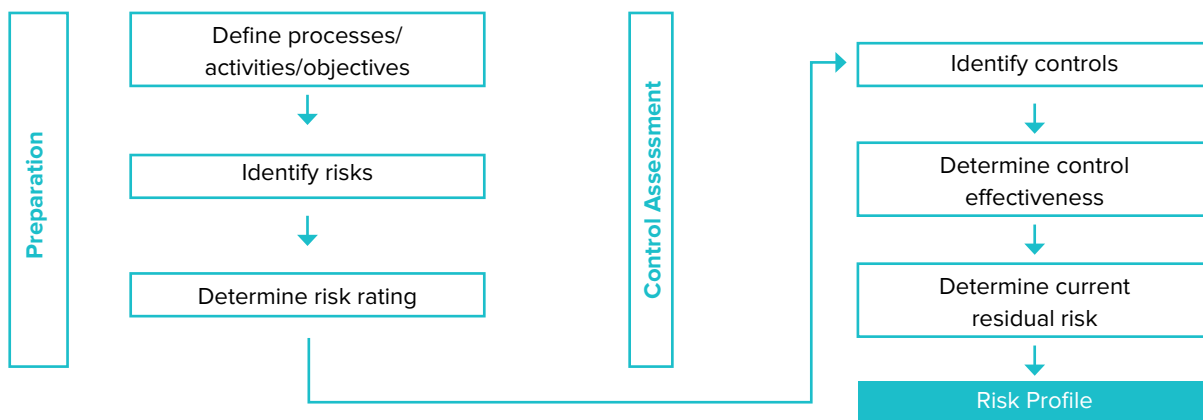 Preparation
Define processes/
activities/objectives
Identify risks
Determine risk rating
Control Assessment
Identify controls
Determine control
effectiveness
Determine current
residual risk
Risk Profile